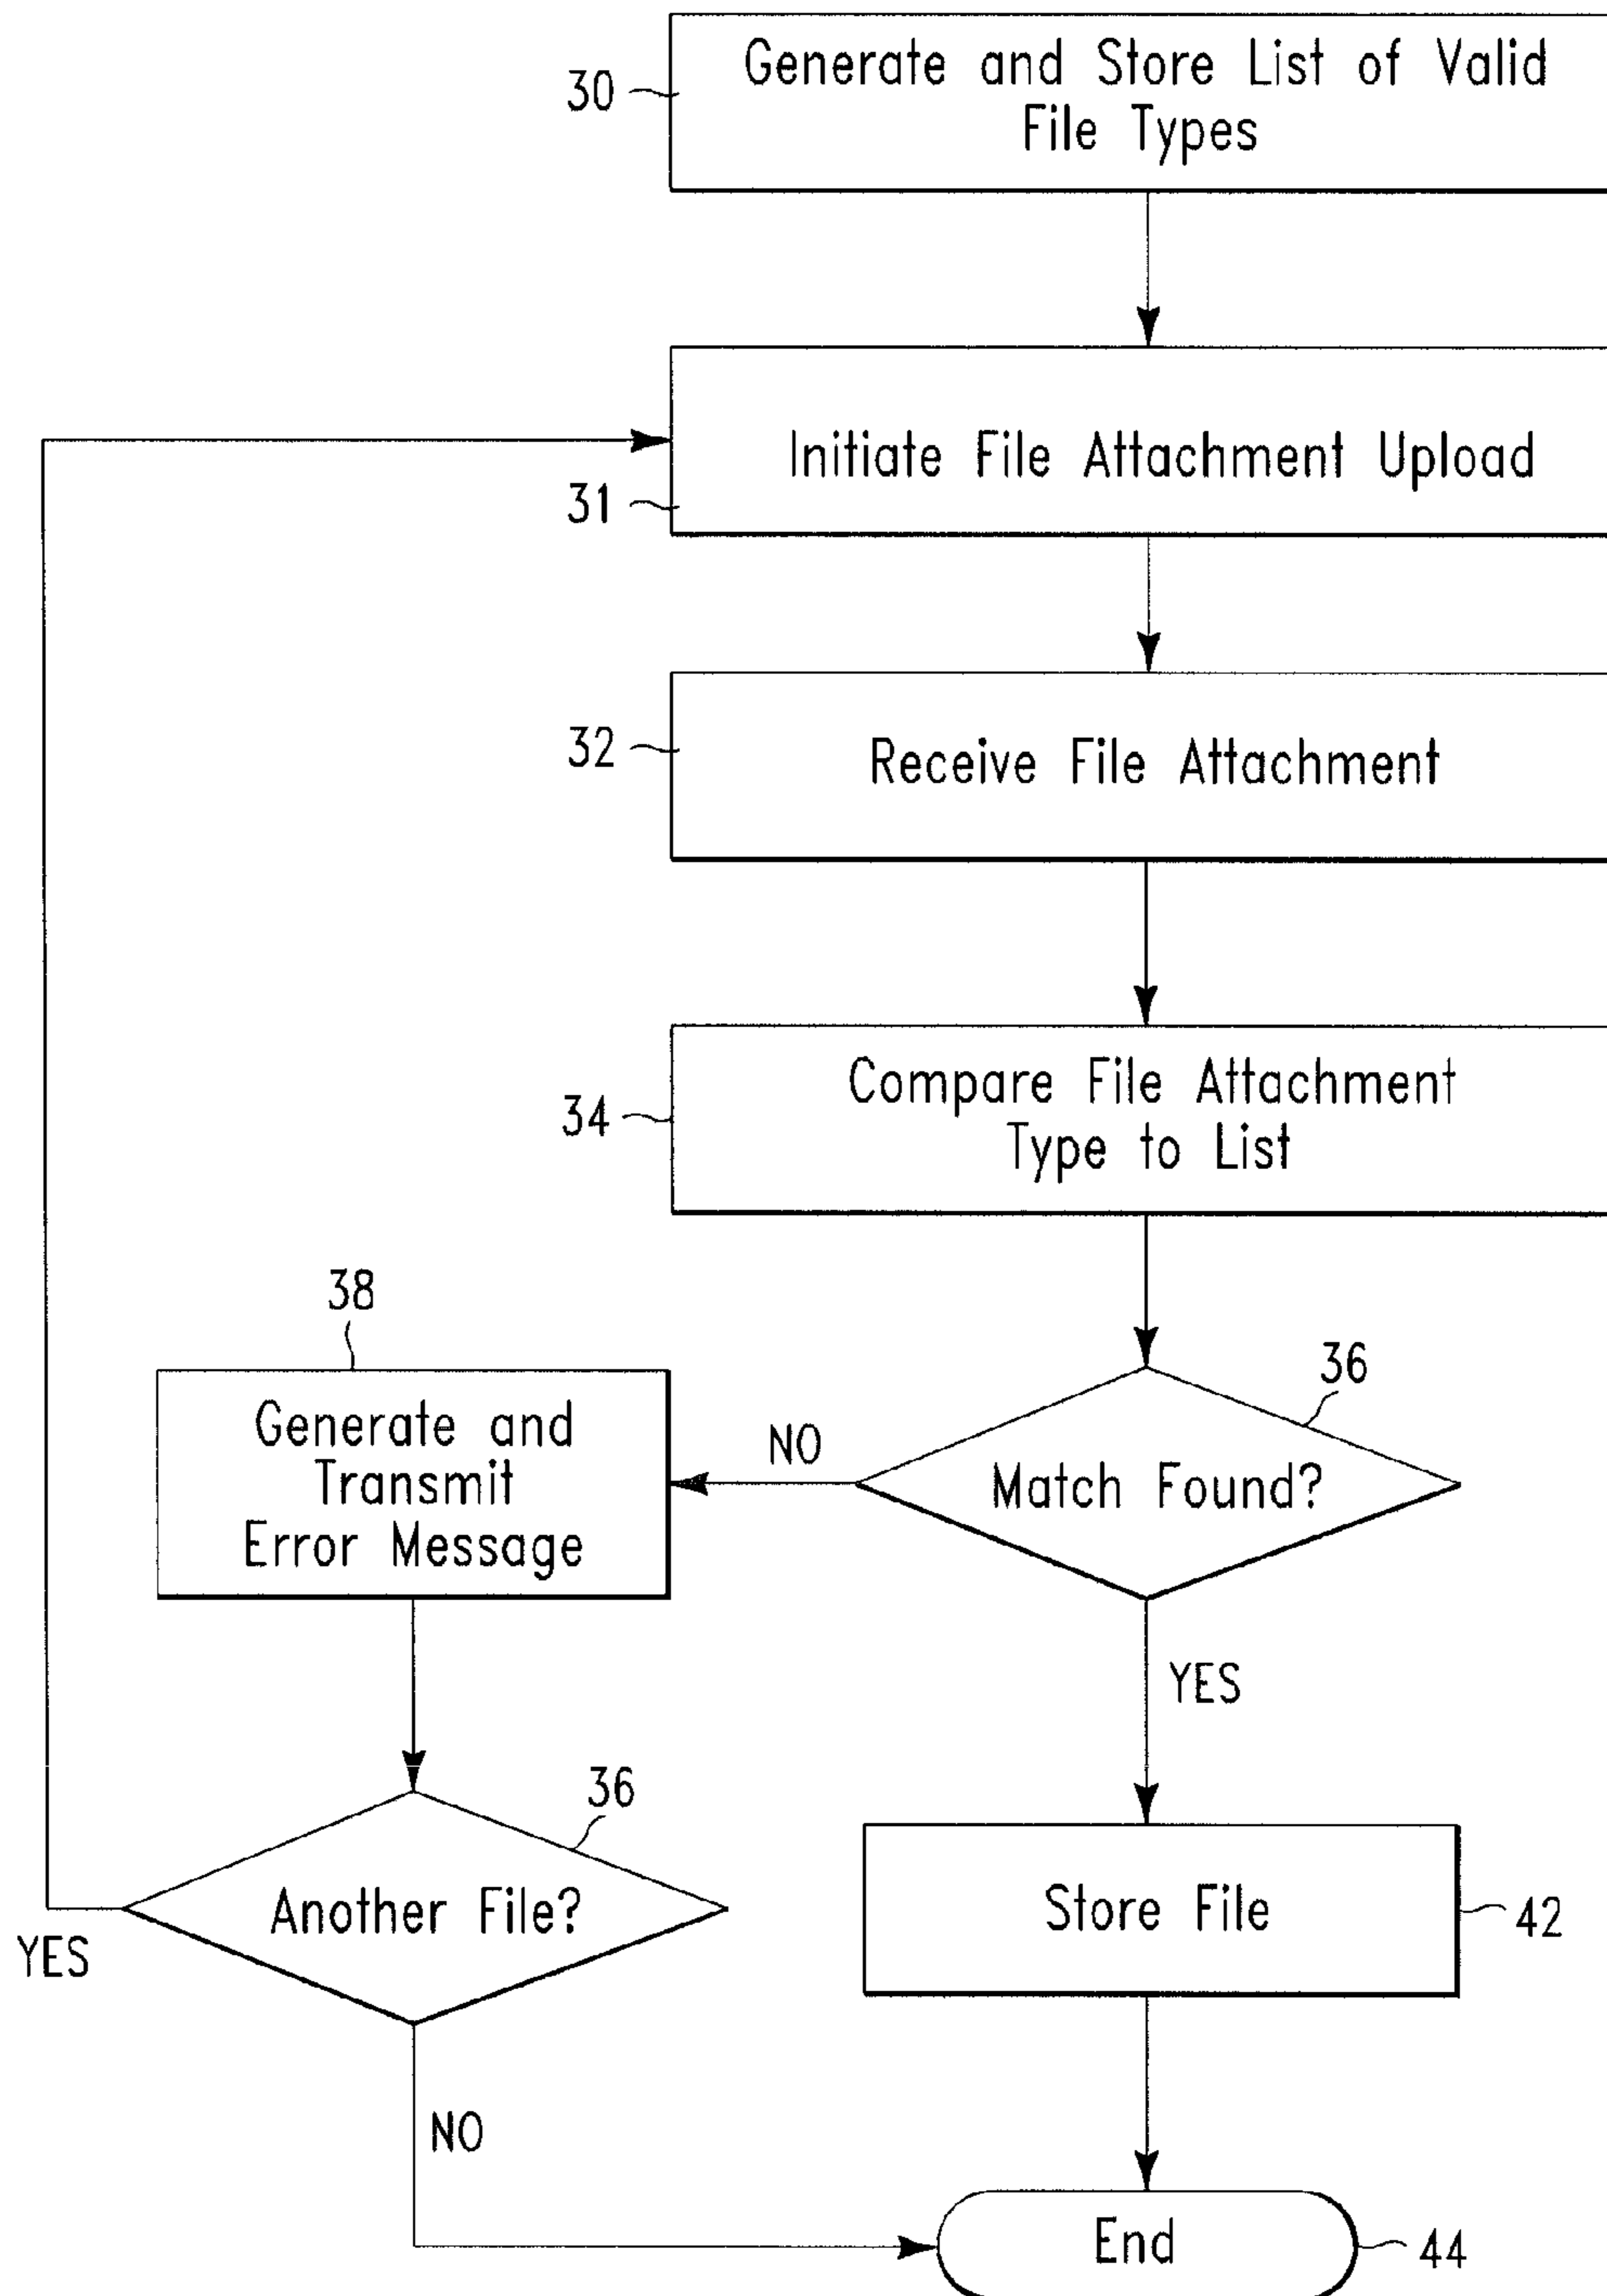 30
Generate and Store List of Valid
File Types
Initiate File Attachment Upload
31
32
Receive File Attachment
34
Compare File Attachment
Type to List
38
36
Generate and
Transmit
Error Message
NO
Match Found?
YES
36
Another File?
YES
Store File
42
NO
End
44